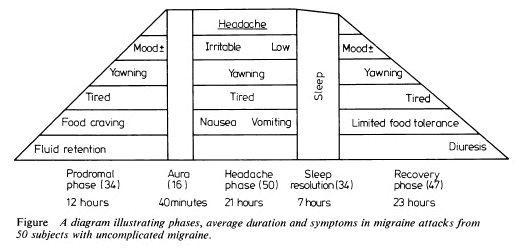 Headache
Mood± Irritable Low Mood±
Yawning Yawning Yawning
Tired Tired Sleep Tired
Food craving Nausea Vomiting Limited food tolerance
Fluid retention Diuresis
Prodromal Aura Headache Sleep Recovery
phase (34) (16) phase (50) resolution (34) phase (47)
12 hours 40minutes 21 hours 7 hours 23 hours
Figure A diagram illustrating phases, average duration and symptoms in migraine attacks from
50 subjects with uncomplicated migraine.